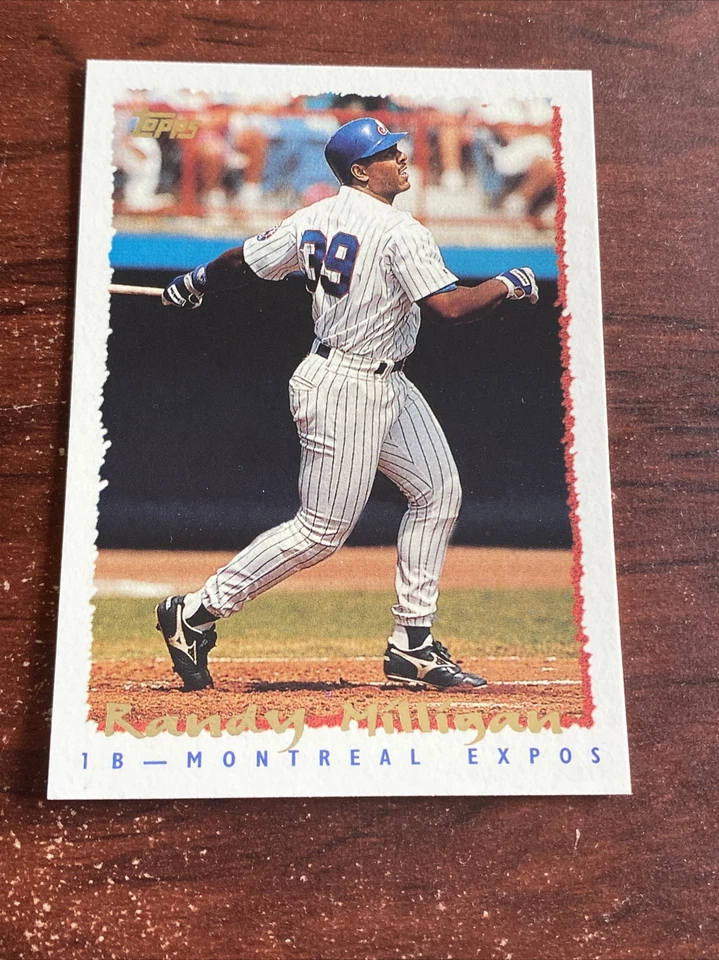 Topps
39
Randy Milligan
1B — MONTREAL EXPOS